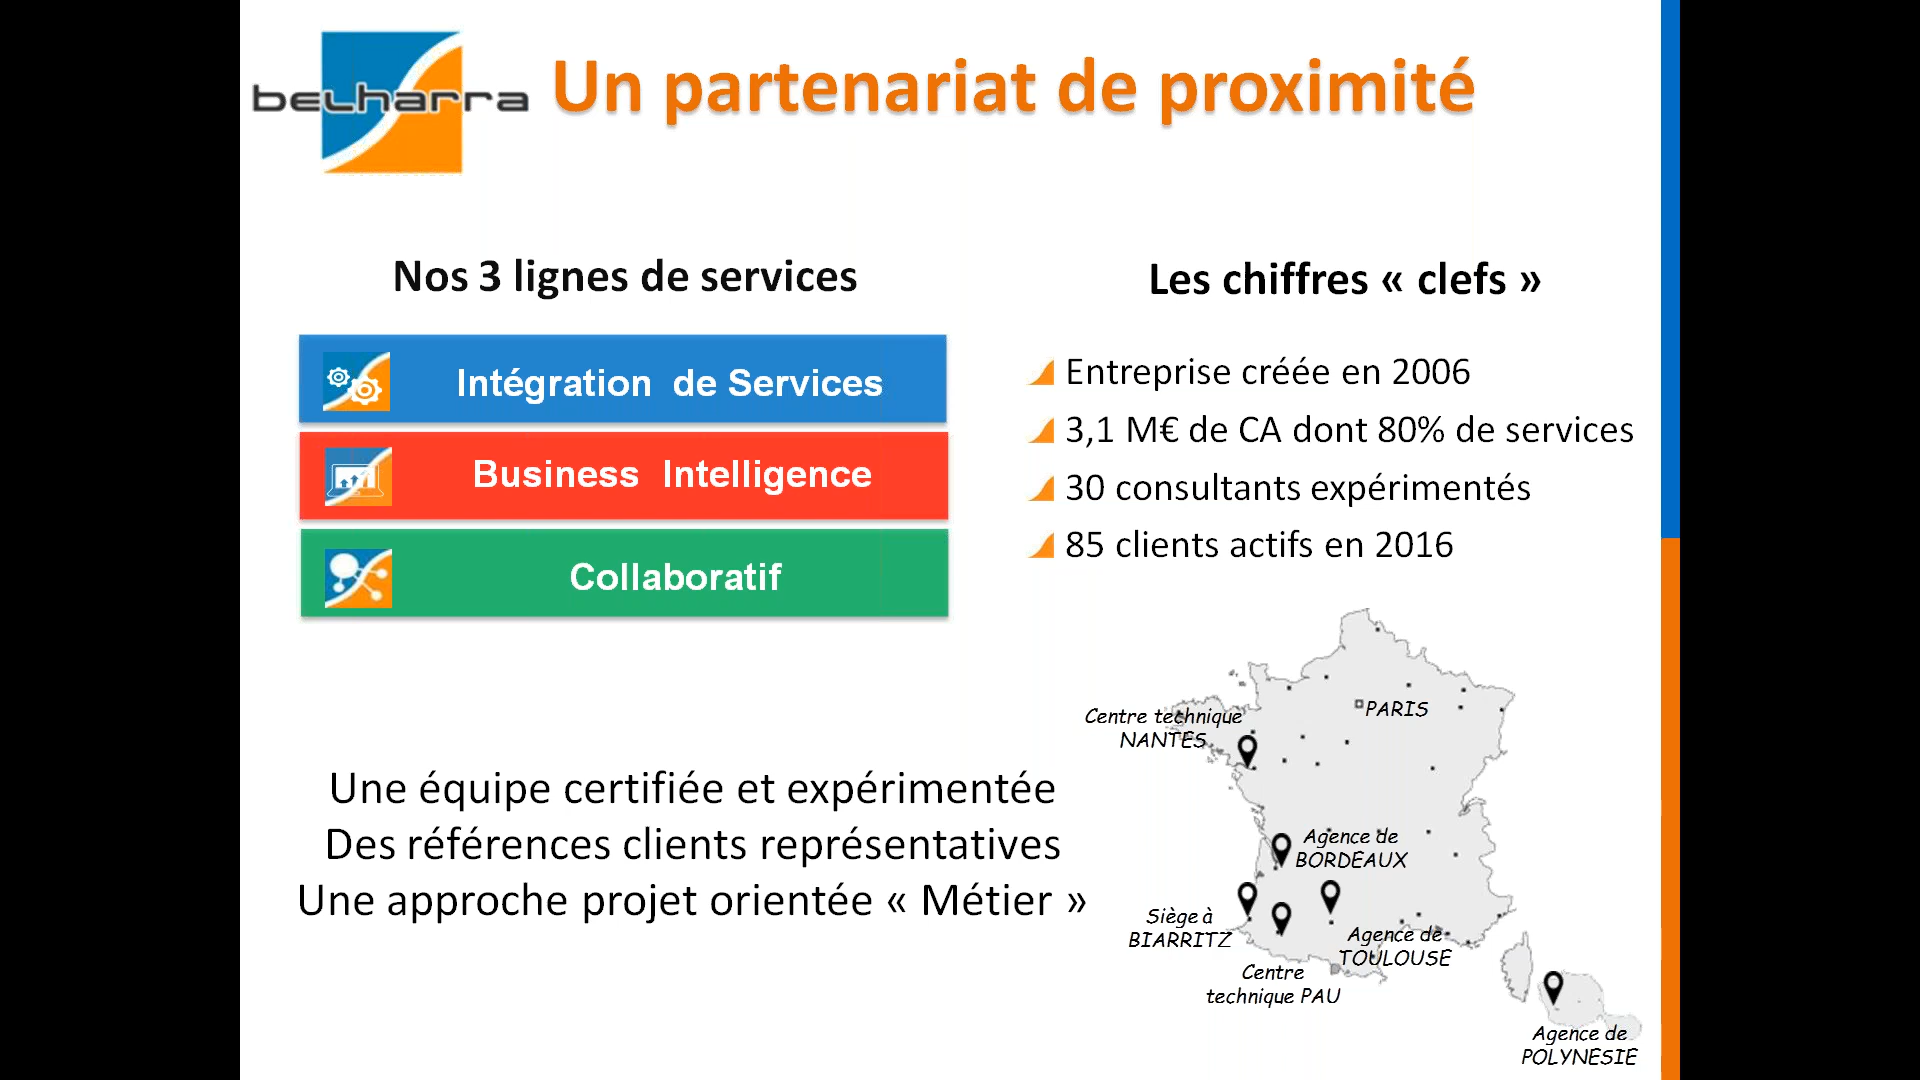 belharra
Un partenariat de proximité
Nos 3 lignes de services
Intégration de Services
Business Intelligence
Collaboratif
Les chiffres « clefs »
Entreprise créée en 2006
3,1 M€ de CA dont 80% de services
30 consultants expérimentés
85 clients actifs en 2016
Une équipe certifiée et expérimentée
Des références clients représentatives
Une approche projet orientée « Métier »
PARIS
Centre technique
NANTES
Agence de
BORDEAUX
Siège à
BIARRITZ
Agence de
TOULOUSE
Centre
technique PAU
Agence de
POLYNESIE